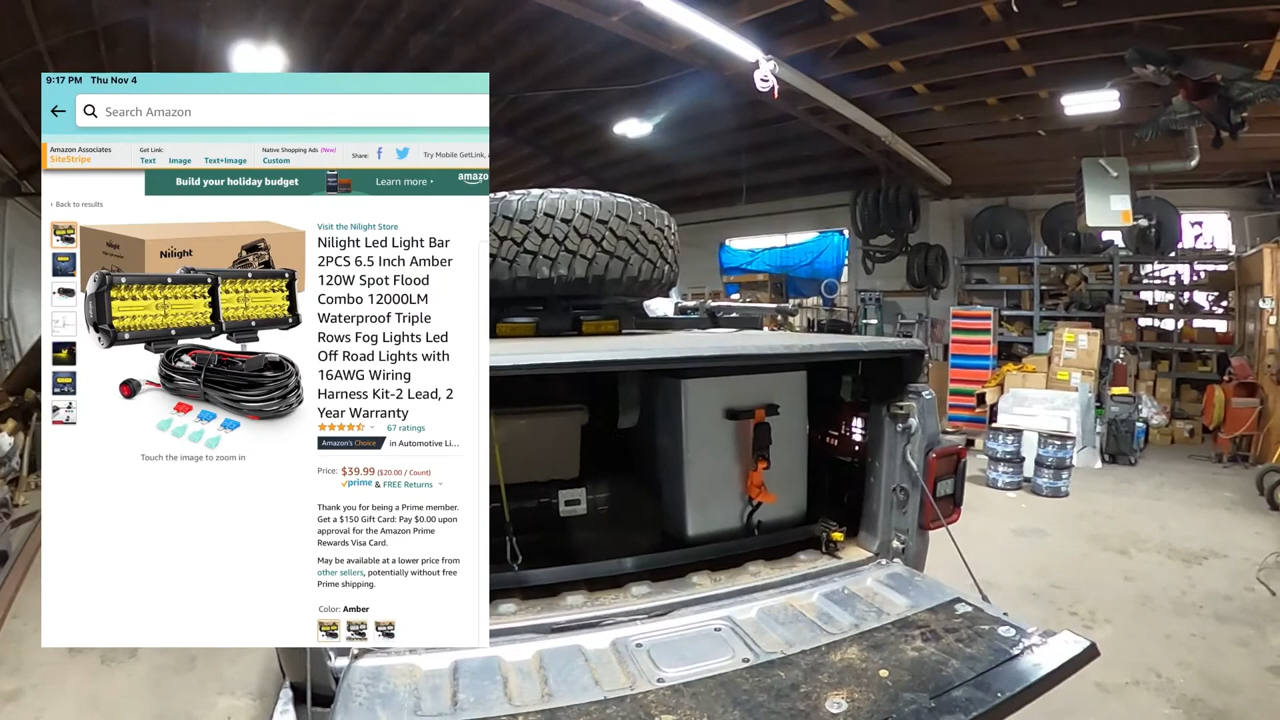 9:17 PM Thu Nov 4
Search Amazon
Amazon Associates
SiteStripe
Get Link:
Text Image Text+Image
Native Shopping Ads (New)
Custom
Share:
Try Mobile GetLink,
Build your holiday budget
Learn more
amazo
Back to results
Nilight
Touch the image to zoom in
Visit the Nilight Store
Nilight Led Light Bar
2PCS 6.5 Inch Amber
120W Spot Flood
Combo 12000LM
Waterproof Triple
Rows Fog Lights Led
Off Road Lights with
16AWG Wiring
Harness Kit-2 Lead, 2
Year Warranty
67 ratings
Amazon's Choice in Automotive Li...
Price: $39.99 ($20.00 / Count)
prime & FREE Returns
Thank you for being a Prime member.
Get a $150 Gift Card: Pay $0.00 upon
approval for the Amazon Prime
Rewards Visa Card.
May be available at a lower price from
other sellers, potentially without free
Prime shipping.
Color: Amber